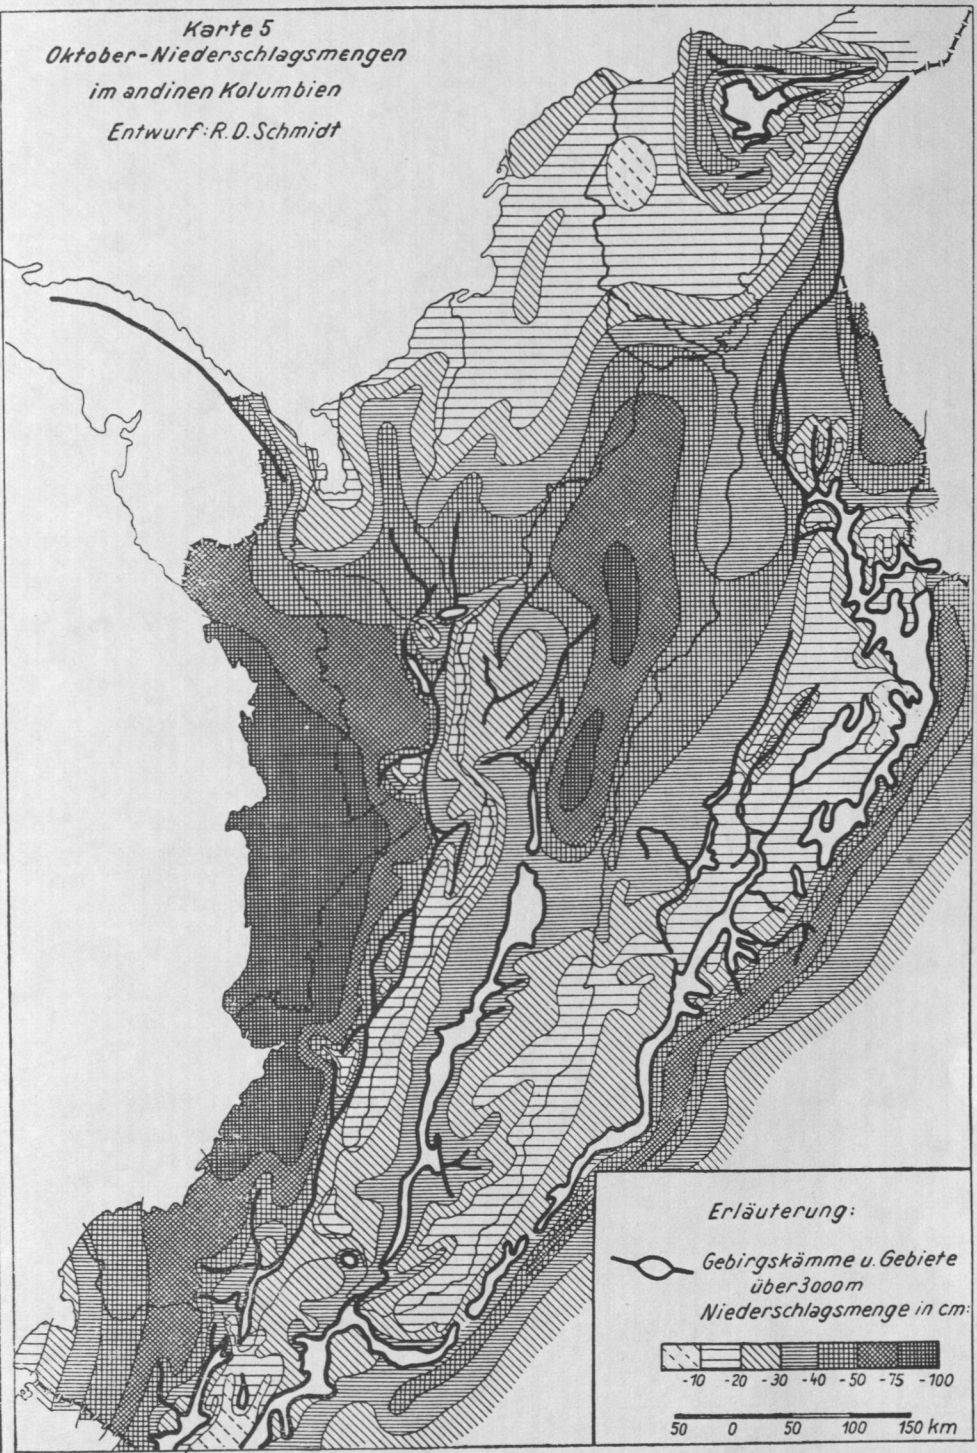 Karte 5
Oktober-Niederschlagsmengen
im andinen Kolumbien
Entwurf: R. D. Schmidt
Erläuterung:
Gebirgskämme u. Gebiete
über 3000 m
Niederschlagsmenge in cm:
-10 -20 -30 -40 -50 -75 -100
50 0 50 100 150 km